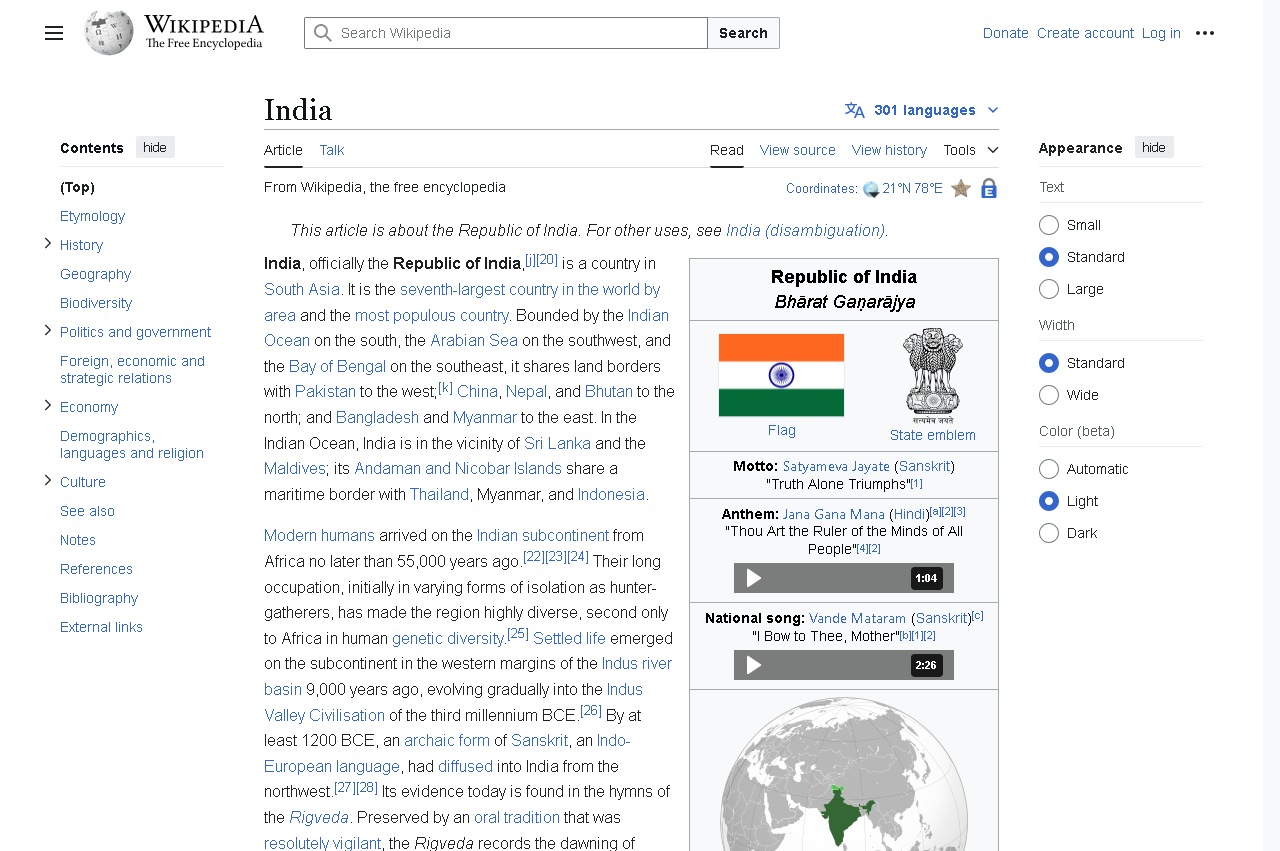 WIKIPEDIA
The Free Encyclopedia
Search Wikipedia
Search
Donate Create account Log in
India
301 languages
Article Talk
Read View source View history Tools
From Wikipedia, the free encyclopedia
Coordinates: 21°N 78°E
Contents hide
(Top)
Etymology
History
Geography
Biodiversity
Politics and government
Foreign, economic and
strategic relations
Economy
Demographics,
languages and religion
Culture
See also
Notes
References
Bibliography
External links
This article is about the Republic of India. For other uses, see India (disambiguation).
India, officially the Republic of India,[j][20] is a country in
South Asia. It is the seventh-largest country in the world by
area and the most populous country. Bounded by the Indian
Ocean on the south, the Arabian Sea on the southwest, and
the Bay of Bengal on the southeast, it shares land borders
with Pakistan to the west;[k] China, Nepal, and Bhutan to the
north; and Bangladesh and Myanmar to the east. In the
Indian Ocean, India is in the vicinity of Sri Lanka and the
Maldives; its Andaman and Nicobar Islands share a
maritime border with Thailand, Myanmar, and Indonesia.
Modern humans arrived on the Indian subcontinent from
Africa no later than 55,000 years ago.[22][23][24] Their long
occupation, initially in varying forms of isolation as hunter-
gatherers, has made the region highly diverse, second only
to Africa in human genetic diversity.[25] Settled life emerged
on the subcontinent in the western margins of the Indus river
basin 9,000 years ago, evolving gradually into the Indus
Valley Civilisation of the third millennium BCE.[26] By at
least 1200 BCE, an archaic form of Sanskrit, an Indo-
European language, had diffused into India from the
northwest.[27][28] Its evidence today is found in the hymns of
the Rigveda. Preserved by an oral tradition that was
resolutely vigilant, the Rigveda records the dawning of
Republic of India
Bhārat Gaṇarājya
Flag
सत्यमेव जयते
State emblem
Motto: Satyameva Jayate (Sanskrit)
"Truth Alone Triumphs"[1]
Anthem: Jana Gana Mana (Hindi)[a][2][3]
"Thou Art the Ruler of the Minds of All
People"[4][2]
1:04
National song: Vande Mataram (Sanskrit)[c]
"I Bow to Thee, Mother"[b][1][2]
2:26
Appearance hide
Text
Small
Standard
Large
Width
Standard
Wide
Color (beta)
Automatic
Light
Dark